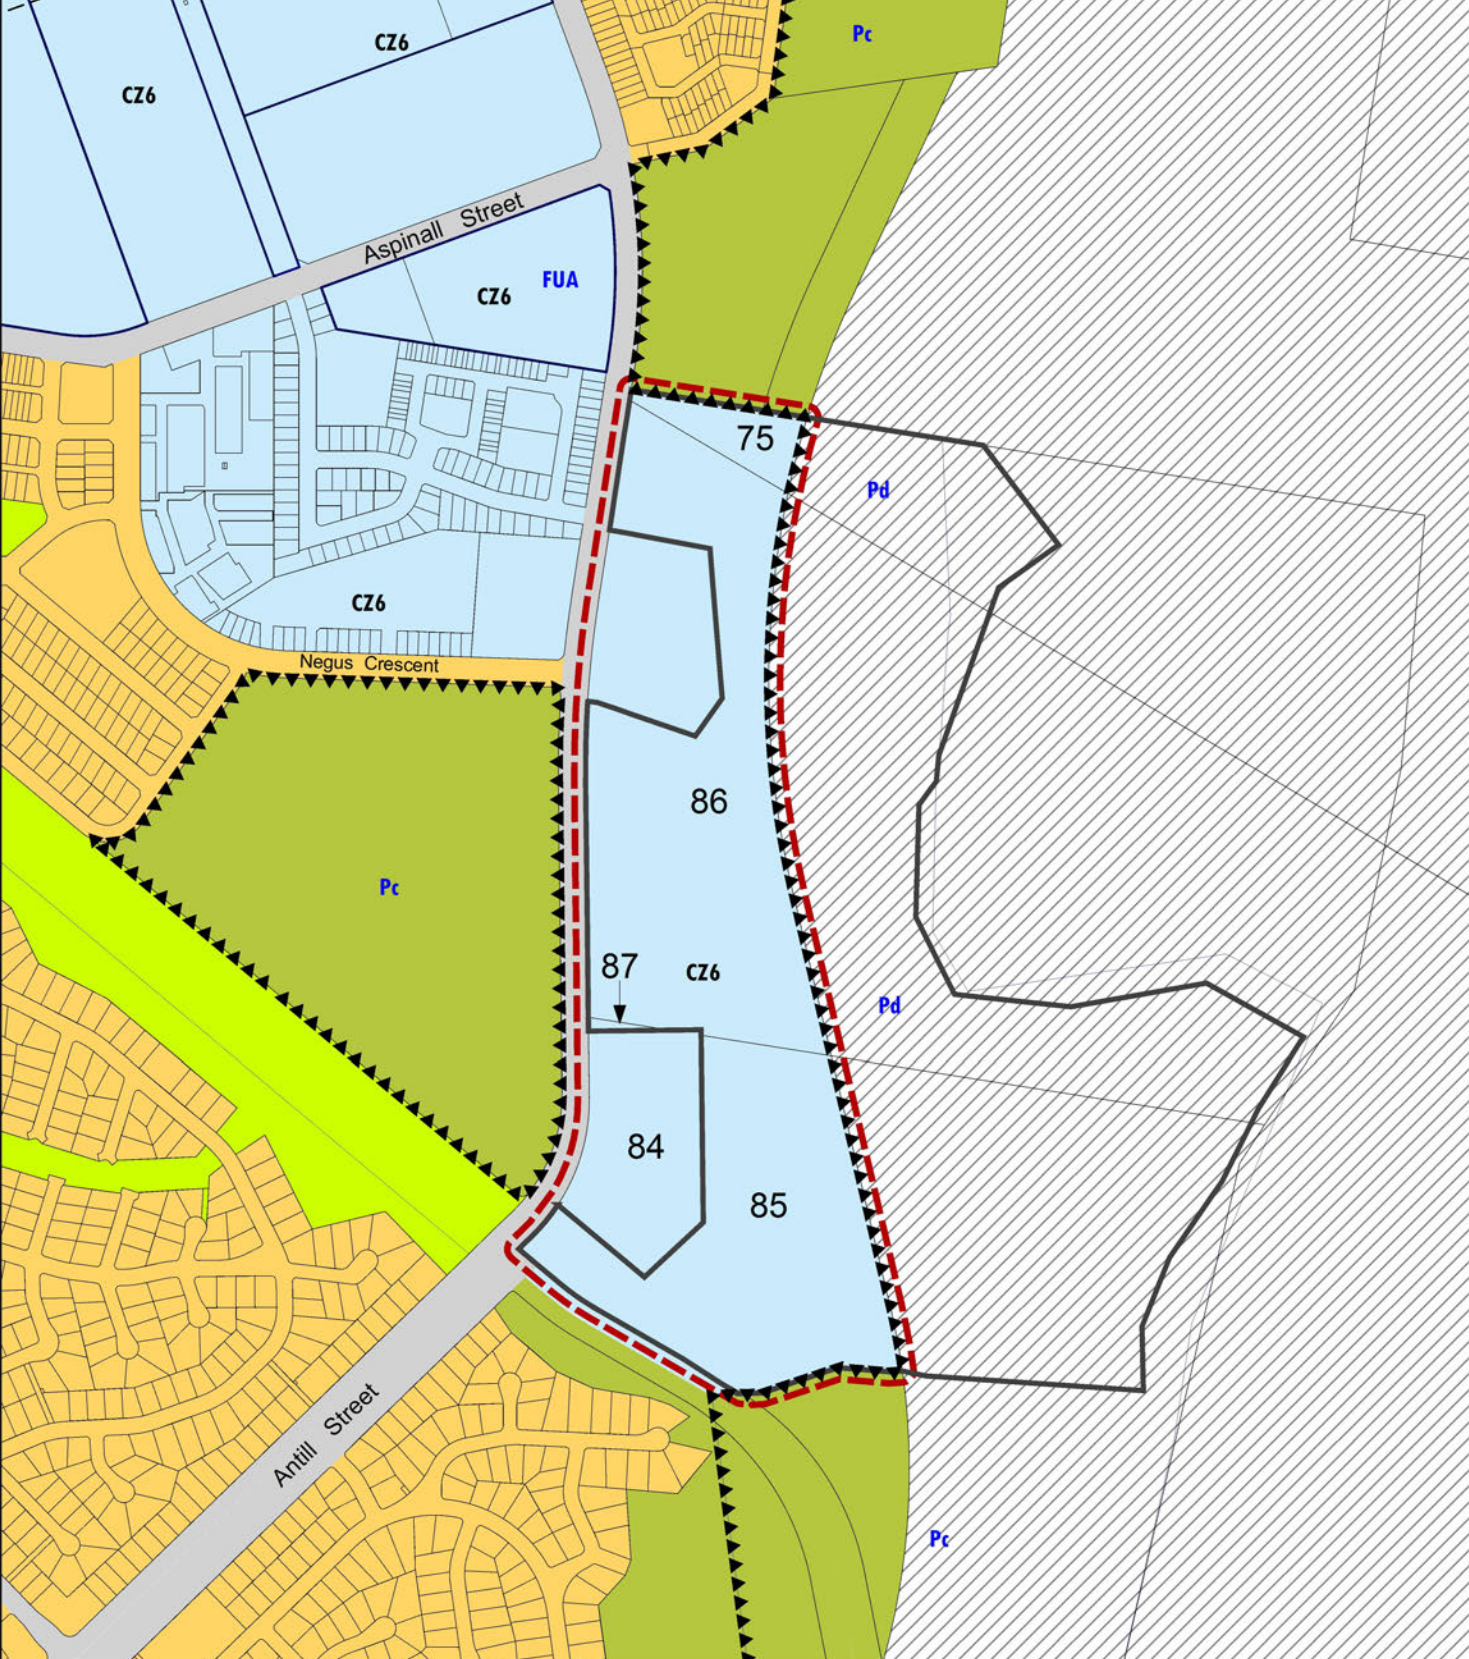 Pc
CZ6
CZ6
Aspinall Street
FUA
CZ6
75
Pd
CZ6
Negus Crescent
86
Pc
87
CZ6
Pd
84
85
Antill Street
Pc